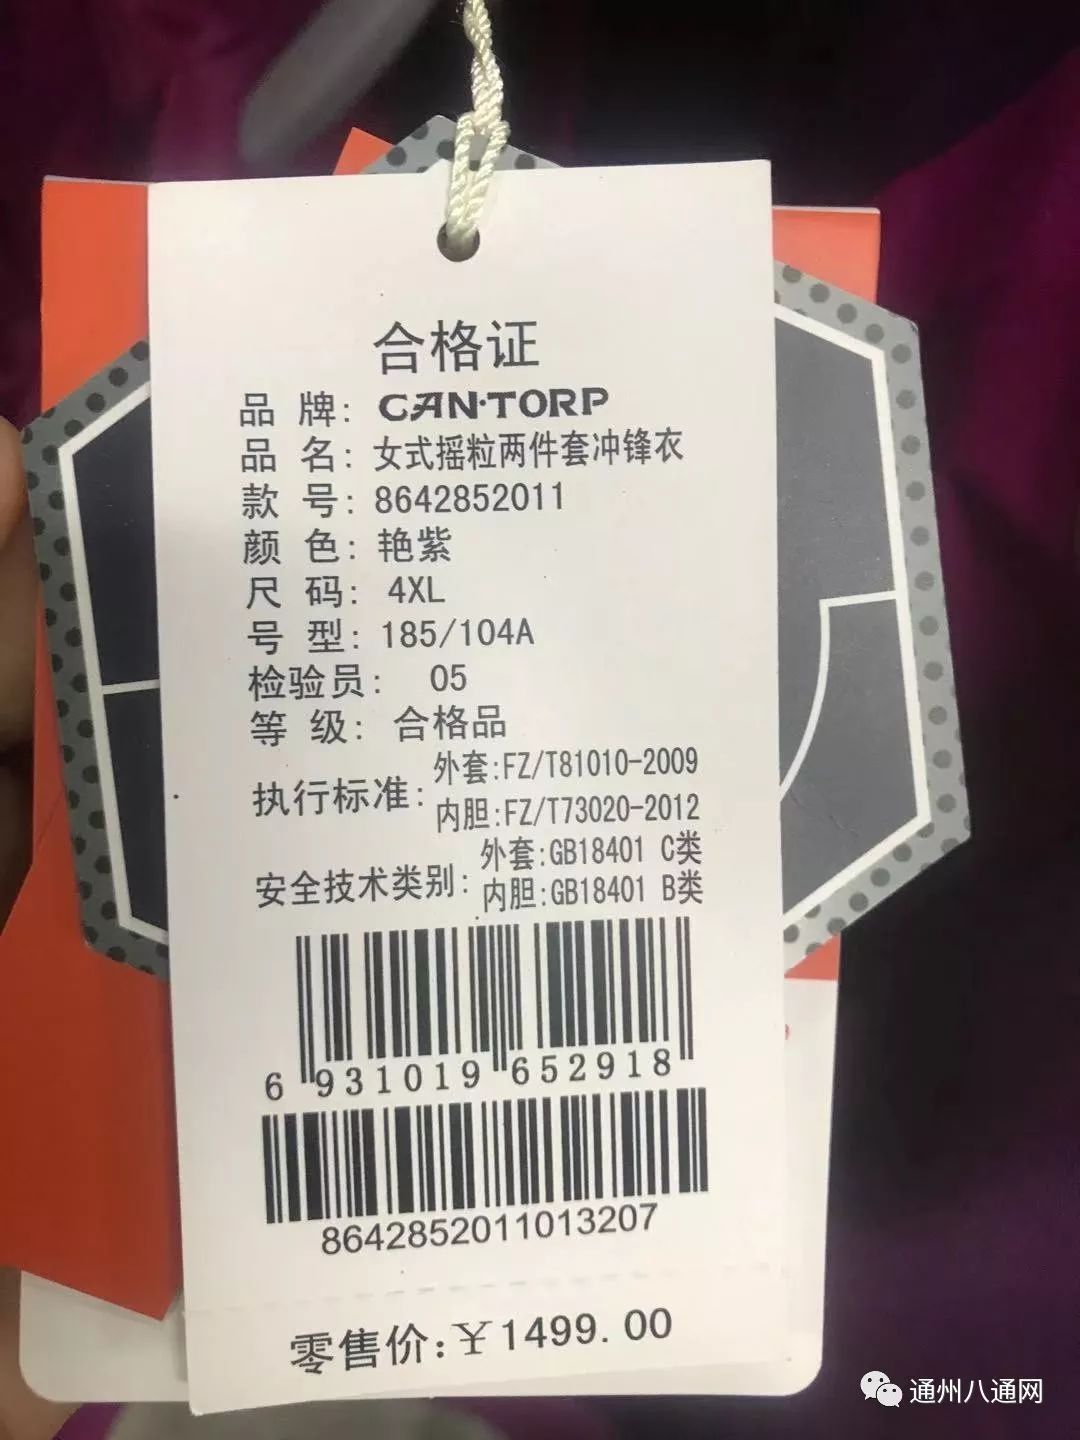 合格证
品 牌: CAN·TORP
品 名: 女式摇粒两件套冲锋衣
款 号: 8642852011
颜 色: 艳紫
尺 码: 4XL
号 型: 185/104A
检验员: 05
等 级: 合格品
执行标准: 外套:FZ/T81010-2009
内胆:FZ/T73020-2012
安全技术类别: 外套:GB18401 C类
内胆:GB18401 B类
6 931019 652918
8642852011013207
零售价:￥1499.00
通州八通网